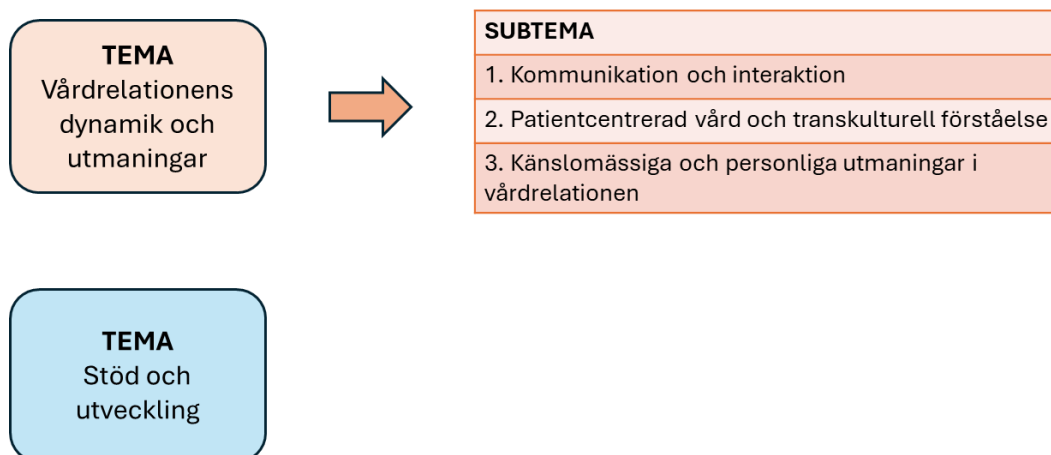 TEMA
Vårdrelationens
dynamik och
utmaningar
SUBTEMA
1. Kommunikation och interaktion
2. Patientcentrerad vård och transkulturell förståelse
3. Känslomässiga och personliga utmaningar i
vårdrelationen
TEMA
Stöd och
utveckling